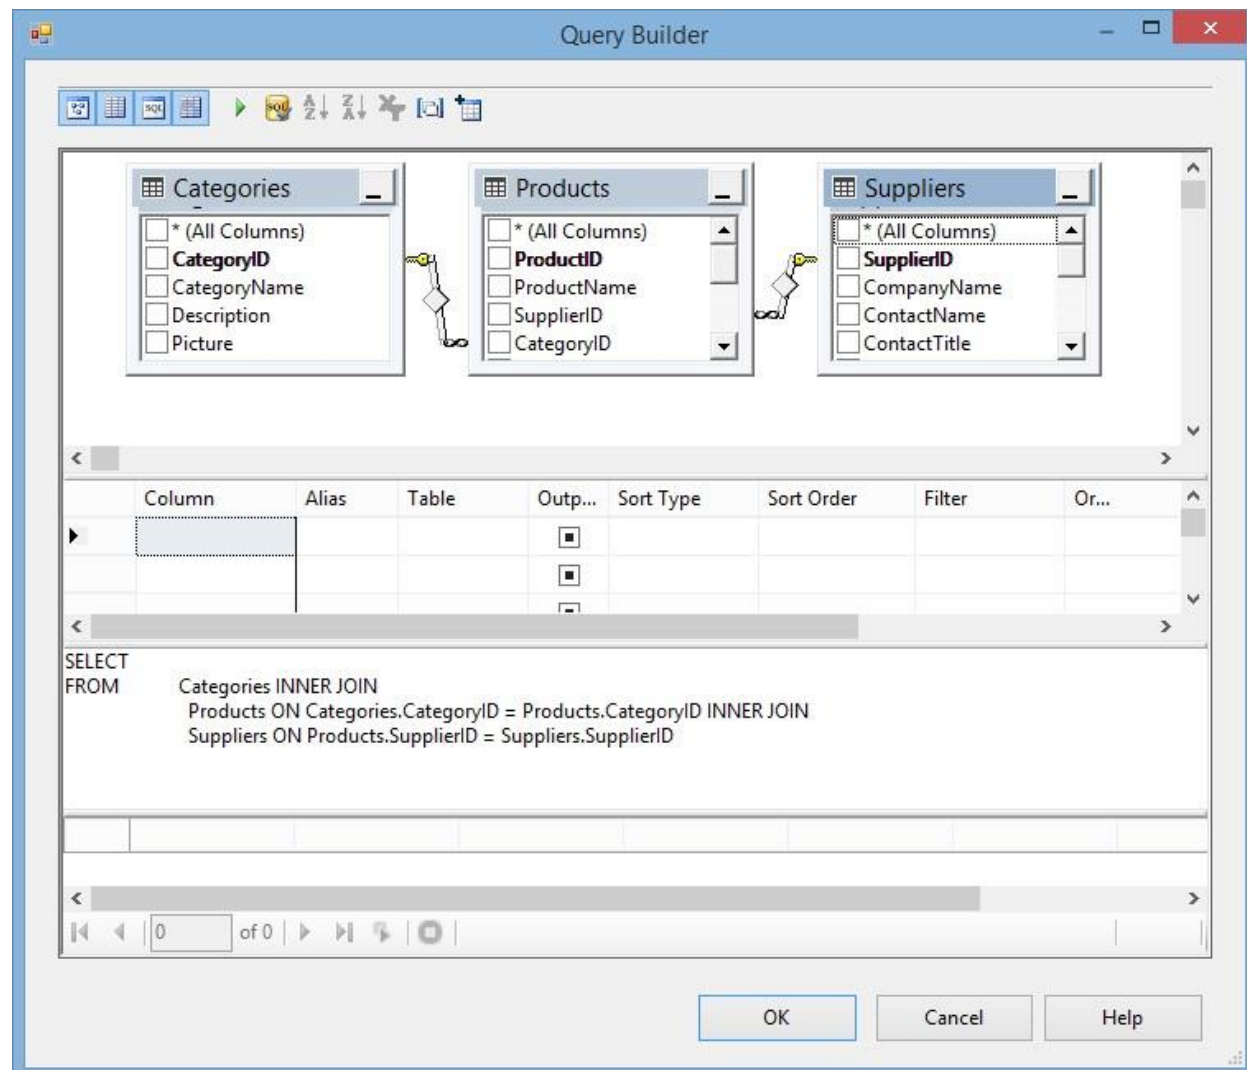 Query Builder
SQL SQL
A Z Z A
Categories Products Suppliers
* (All Columns) * (All Columns) * (All Columns)
CategoryID ProductID SupplierID
CategoryName ProductName CompanyName
Description SupplierID ContactName
Picture CategoryID ContactTitle
Column Alias Table Outp... Sort Type Sort Order Filter Or...
SELECT
FROM Categories INNER JOIN
Products ON Categories.CategoryID = Products.CategoryID INNER JOIN
Suppliers ON Products.SupplierID = Suppliers.SupplierID
0 of 0
OK Cancel Help